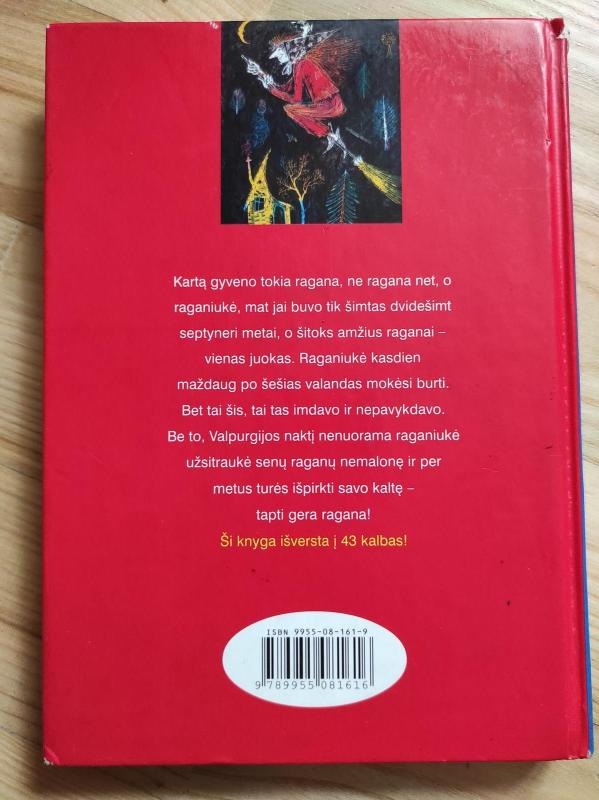 Kartą gyveno tokia ragana, ne ragana net, o
raganiukė, mat jai buvo tik šimtas dvidešimt
septyneri metai, o šitoks amžius raganai –
vienas juokas. Raganiukė kasdien
maždaug po šešias valandas mokėsi burti.
Bet tai šis, tai tas imdavo ir nepavykdavo.
Be to, Valpurgijos naktį nenuorama raganiukė
užsitraukė senų raganų nemalonę ir per
metus turės išpirkti savo kaltę –
tapti gera ragana!
Ši knyga išversta į 43 kalbas!
ISBN 9955-08-161-9
9 789955 081616